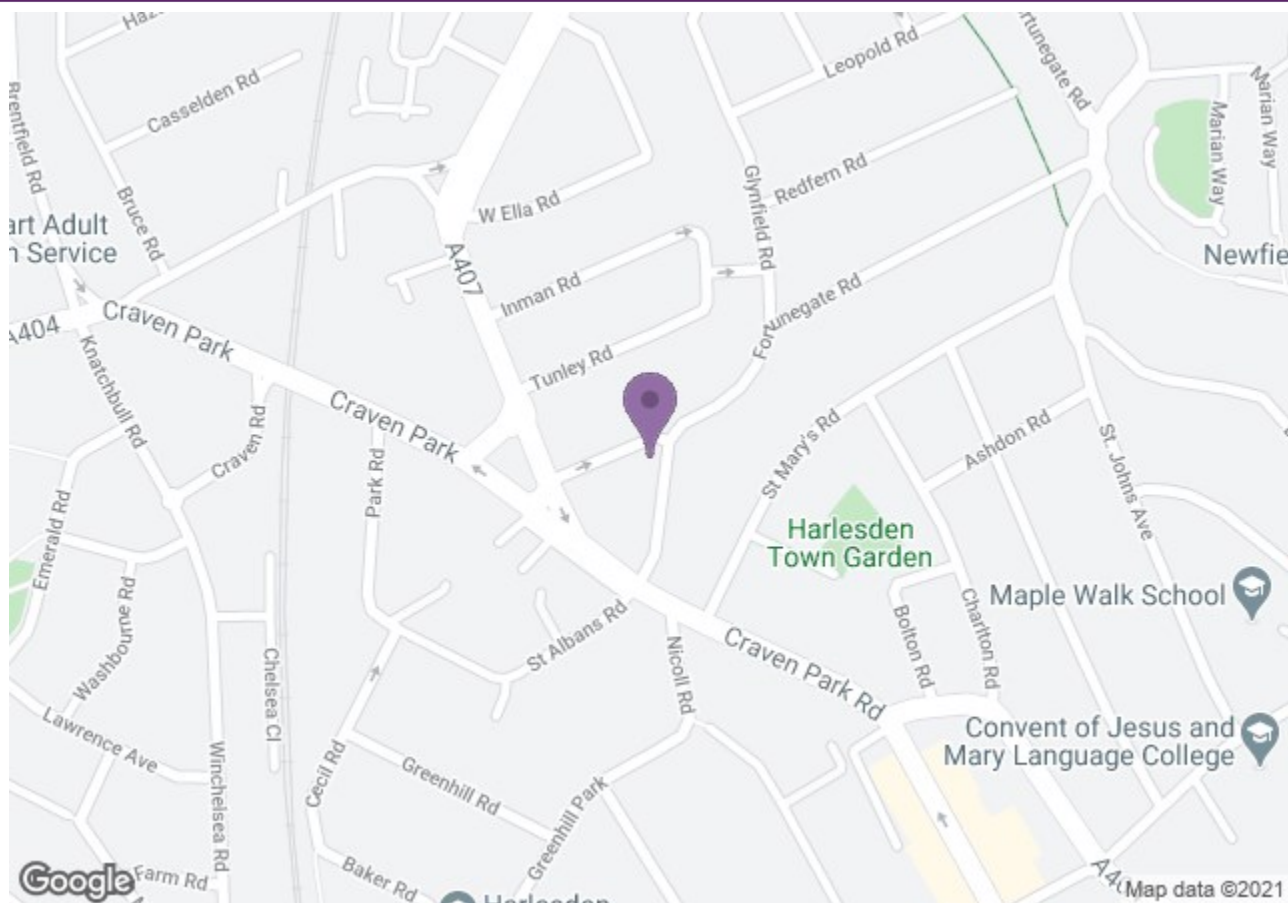 Leopold Rd
Fortunegate Rd
Marian Way
Marian Way
Casselden Rd
Brentfield Rd
Bruce Rd
Glynfield Rd
Redfern Rd
W Ella Rd
art Adult
n Service
A407
Inman Rd
Newfie
Craven Park
A404
Fortunegate Rd
Knatchbull Rd
Tunley Rd
Craven Park
Craven Rd
Park Rd
St Mary's Rd
Ashdon Rd
St. Johns Ave
Harlesden
Town Garden
Emerald Rd
Washbourne Rd
Maple Walk School
Bolton Rd
Charlton Rd
St Albans Rd
Nicoll Rd
Craven Park Rd
Chelsea Cl
Lawrence Ave
Winchelsea Rd
Convent of Jesus and
Mary Language College
Cecil Rd
Greenhill Rd
Greenhill Park
Google
Farm Rd
Baker Rd
Harlesden
Map data ©2021